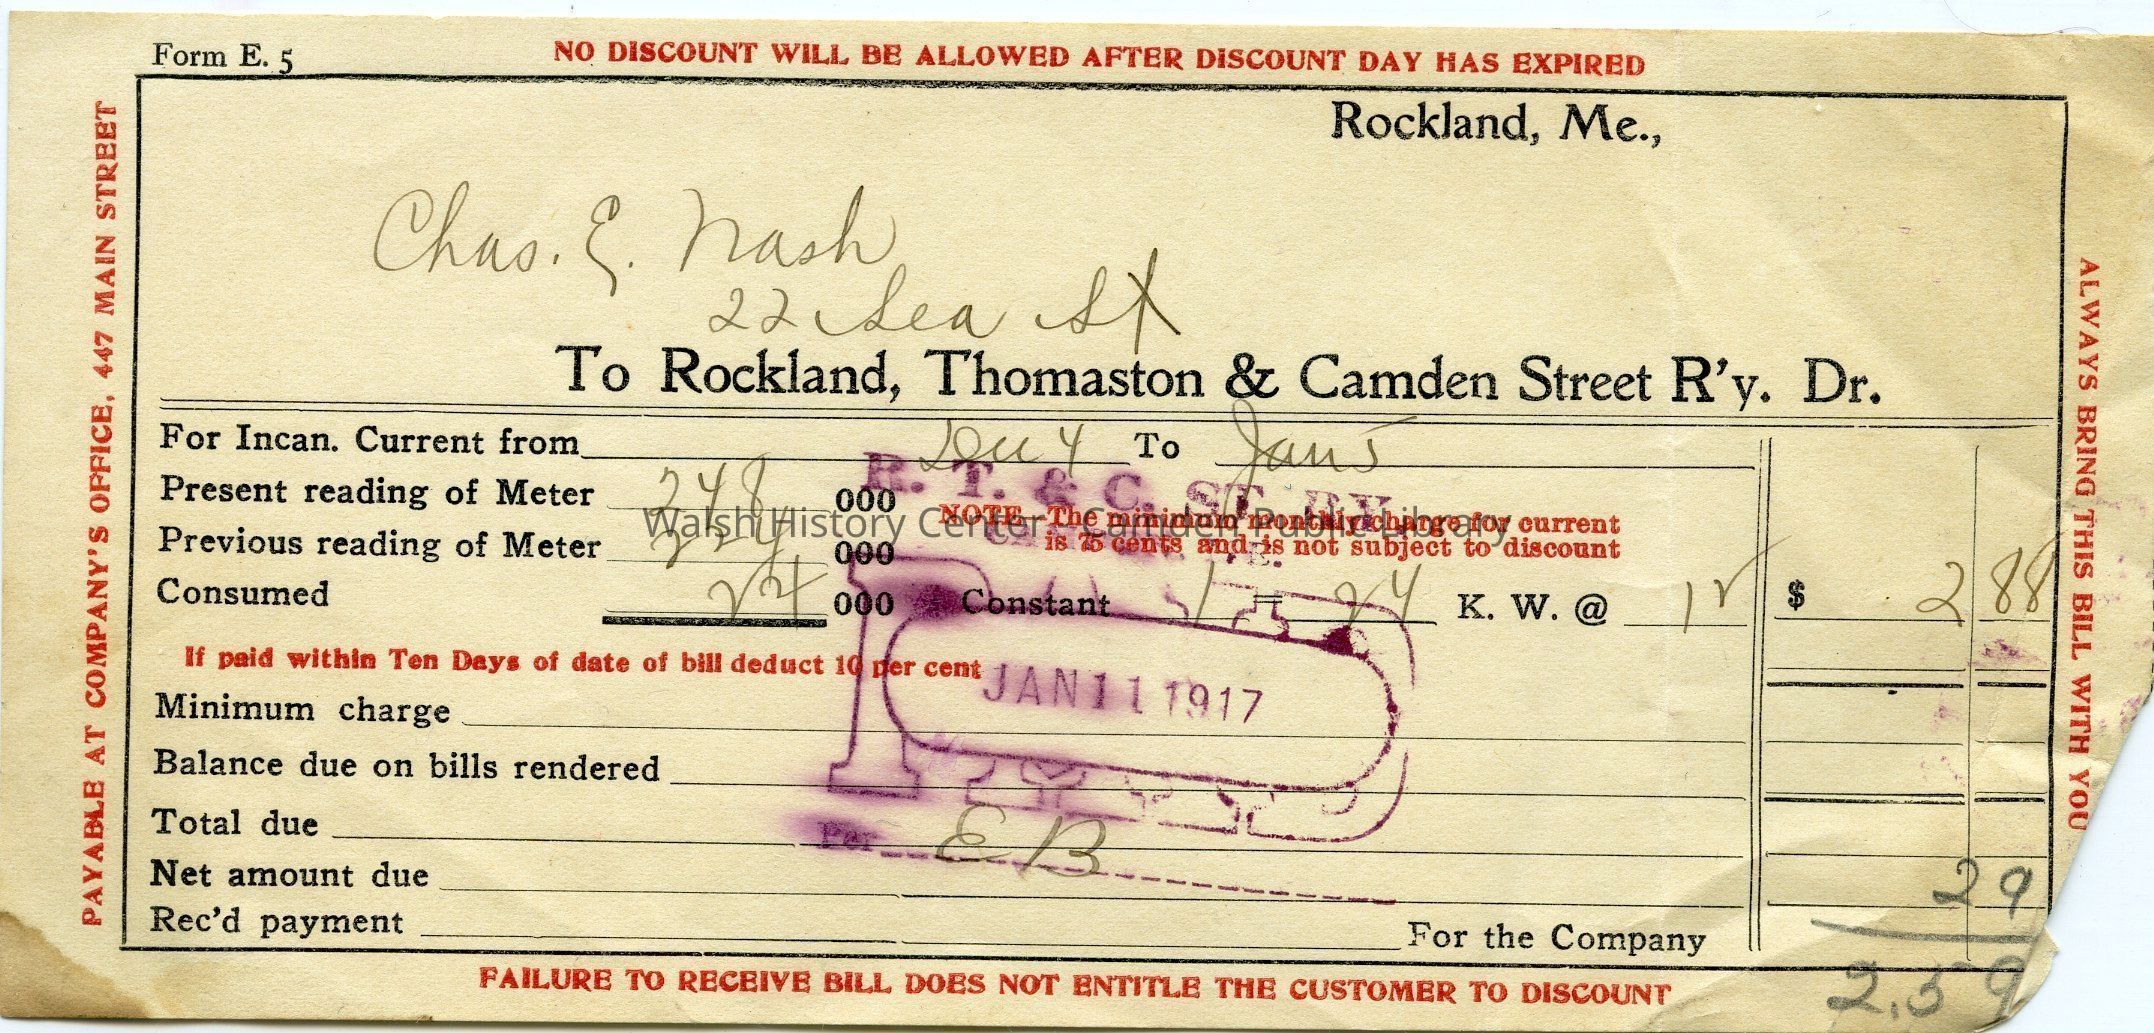 Form E. 5
NO DISCOUNT WILL BE ALLOWED AFTER DISCOUNT DAY HAS EXPIRED
PAYABLE AT COMPANY'S OFFICE, 447 MAIN STREET
ALWAYS BRING THIS BILL WITH YOU
Rockland, Me.,
Chas. E. Nash
22 Sea St
To Rockland, Thomaston & Camden Street R'y. Dr.
For Incan. Current from Dec 4 To Jan 5
R. T. & C. ST. RY.
Present reading of Meter 248 000
NOTE-The minimum monthly charge for current
is 75 cents and is not subject to discount
Walsh History Center Camden Public Library
Previous reading of Meter 224 000
Consumed 24 000 Constant 1 = 24 K. W. @ 12 $ 2 88
If paid within Ten Days of date of bill deduct 10 per cent
JAN 11 1917
Minimum charge
Balance due on bills rendered
Total due
Per E B
Net amount due
29
Rec'd payment For the Company
2.59
FAILURE TO RECEIVE BILL DOES NOT ENTITLE THE CUSTOMER TO DISCOUNT